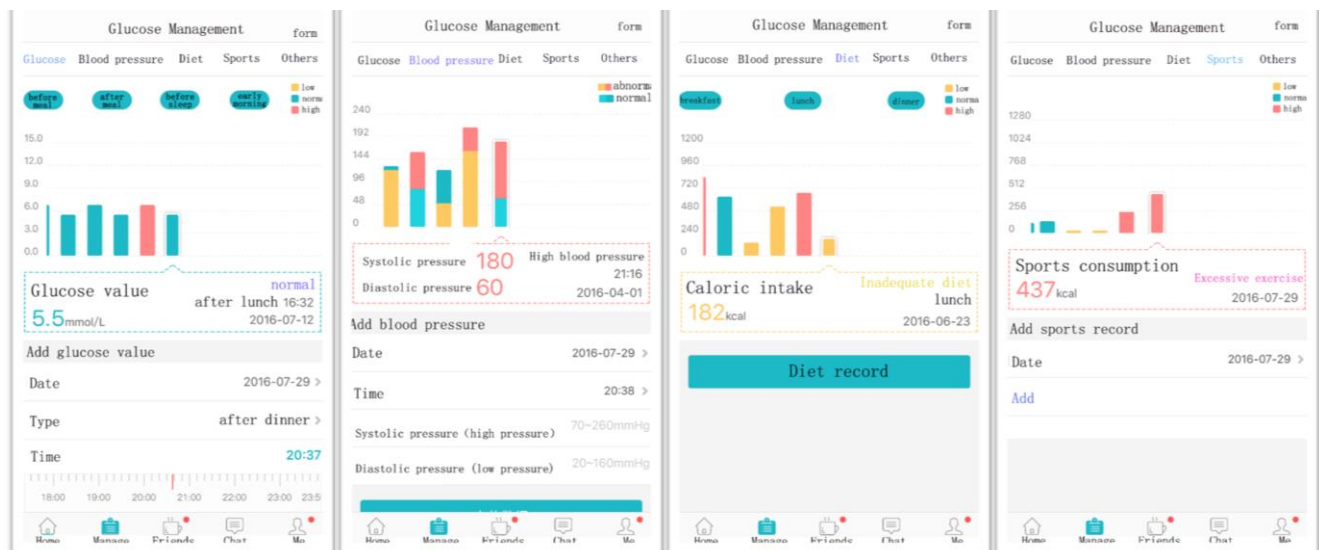 Glucose Management form
Glucose Blood pressure Diet Sports Others
before meal after meal before sleep early morning
low
norma
high
15.0
12.0
9.0
6.0
3.0
0.0
Glucose value normal
after lunch 16:32
5.5mmol/L 2016-07-12
Add glucose value
Date 2016-07-29 >
Type after dinner >
Time 20:37
18:00 19:00 20:00 21:00 22:00 23:00 23:5
Home Manage Friends Chat Me
Glucose Management form
Glucose Blood pressure Diet Sports Others
abnorma
normal
240
192
144
96
48
0
Systolic pressure 180 High blood pressure
21:16
Diastolic pressure 60 2016-04-01
Add blood pressure
Date 2016-07-29 >
Time 20:38 >
Systolic pressure (high pressure) 70~260mmHg
Diastolic pressure (low pressure) 20~160mmHg
Home Manage Friends Chat Me
Glucose Management form
Glucose Blood pressure Diet Sports Others
breakfast lunch dinner
low
norma
high
1200
960
720
480
240
0
Caloric intake Inadequate diet
lunch
182kcal 2016-06-23
Diet record
Home Manage Friends Chat Me
Glucose Management form
Glucose Blood pressure Diet Sports Others
low
norma
high
1280
1024
768
512
256
0
Sports consumption
Excessive exercise
437kcal 2016-07-29
Add sports record
Date 2016-07-29 >
Add
Home Manage Friends Chat Me